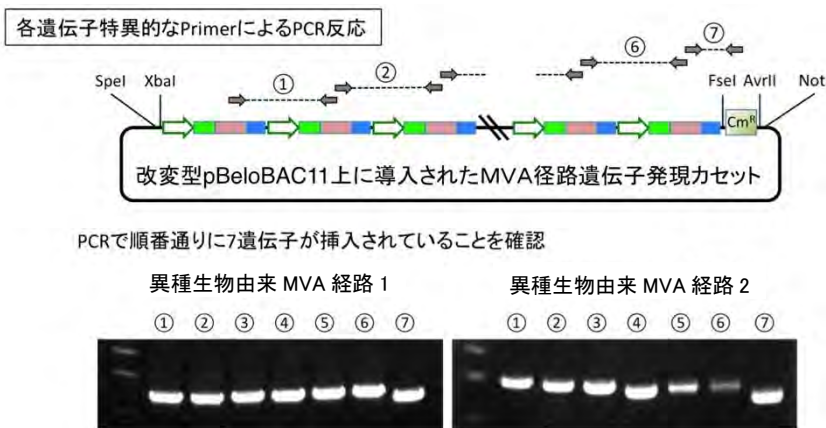 各遺伝子特異的なPrimerによるPCR反応
① ② ⑥ ⑦
SpeI XbaI FseI AvrII Not
Cmᴿ
改変型pBeloBAC11上に導入されたMVA径路遺伝子発現カセット
PCRで順番通りに7遺伝子が挿入されていることを確認
異種生物由来 MVA 経路 1
① ② ③ ④ ⑤ ⑥ ⑦
異種生物由来 MVA 経路 2
① ② ③ ④ ⑤ ⑥ ⑦